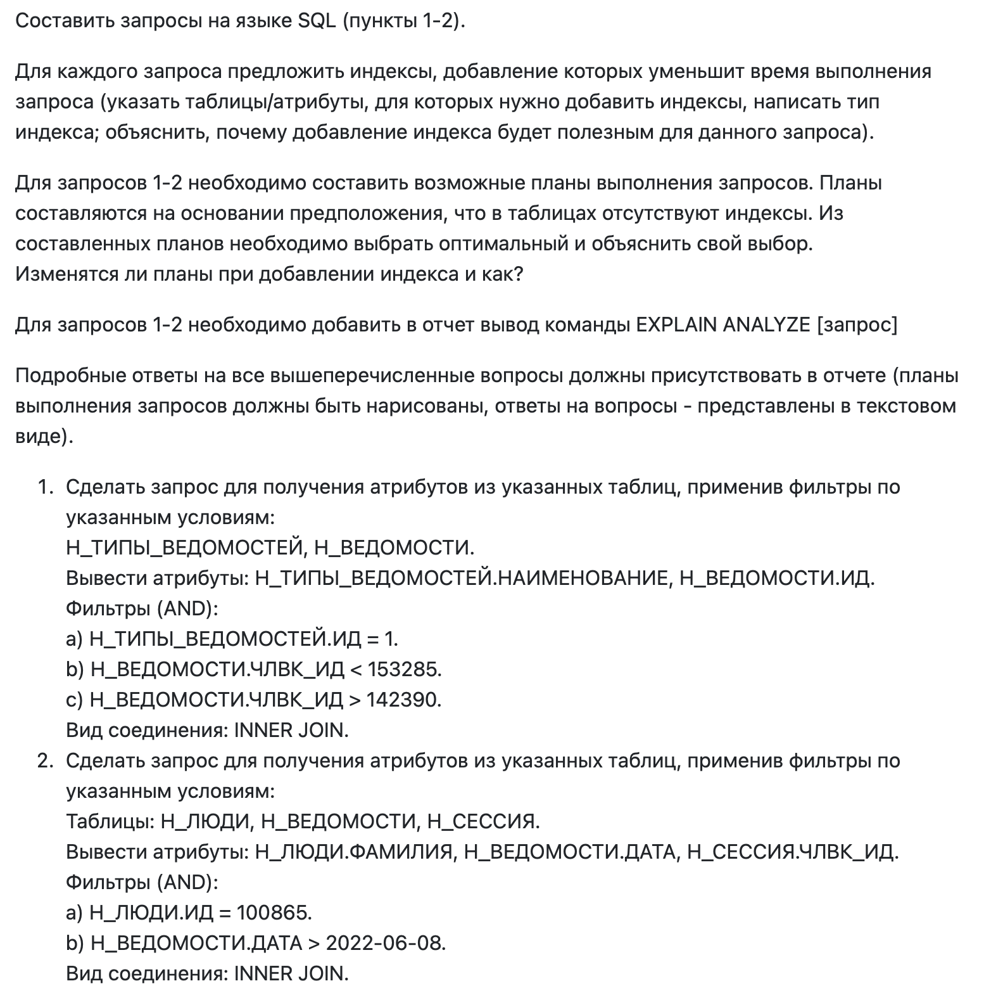 Составить запросы на языке SQL (пункты 1-2).
Для каждого запроса предложить индексы, добавление которых уменьшит время выполнения
запроса (указать таблицы/атрибуты, для которых нужно добавить индексы, написать тип
индекса; объяснить, почему добавление индекса будет полезным для данного запроса).
Для запросов 1-2 необходимо составить возможные планы выполнения запросов. Планы
составляются на основании предположения, что в таблицах отсутствуют индексы. Из
составленных планов необходимо выбрать оптимальный и объяснить свой выбор.
Изменятся ли планы при добавлении индекса и как?
Для запросов 1-2 необходимо добавить в отчет вывод команды EXPLAIN ANALYZE [запрос]
Подробные ответы на все вышеперечисленные вопросы должны присутствовать в отчете (планы
выполнения запросов должны быть нарисованы, ответы на вопросы - представлены в текстовом
виде).
1. Сделать запрос для получения атрибутов из указанных таблиц, применив фильтры по
указанным условиям:
Н_ТИПЫ_ВЕДОМОСТЕЙ, Н_ВЕДОМОСТИ.
Вывести атрибуты: Н_ТИПЫ_ВЕДОМОСТЕЙ.НАИМЕНОВАНИЕ, Н_ВЕДОМОСТИ.ИД.
Фильтры (AND):
a) Н_ТИПЫ_ВЕДОМОСТЕЙ.ИД = 1.
b) Н_ВЕДОМОСТИ.ЧЛВК_ИД < 153285.
c) Н_ВЕДОМОСТИ.ЧЛВК_ИД > 142390.
Вид соединения: INNER JOIN.
2. Сделать запрос для получения атрибутов из указанных таблиц, применив фильтры по
указанным условиям:
Таблицы: Н_ЛЮДИ, Н_ВЕДОМОСТИ, Н_СЕССИЯ.
Вывести атрибуты: Н_ЛЮДИ.ФАМИЛИЯ, Н_ВЕДОМОСТИ.ДАТА, Н_СЕССИЯ.ЧЛВК_ИД.
Фильтры (AND):
a) Н_ЛЮДИ.ИД = 100865.
b) Н_ВЕДОМОСТИ.ДАТА > 2022-06-08.
Вид соединения: INNER JOIN.